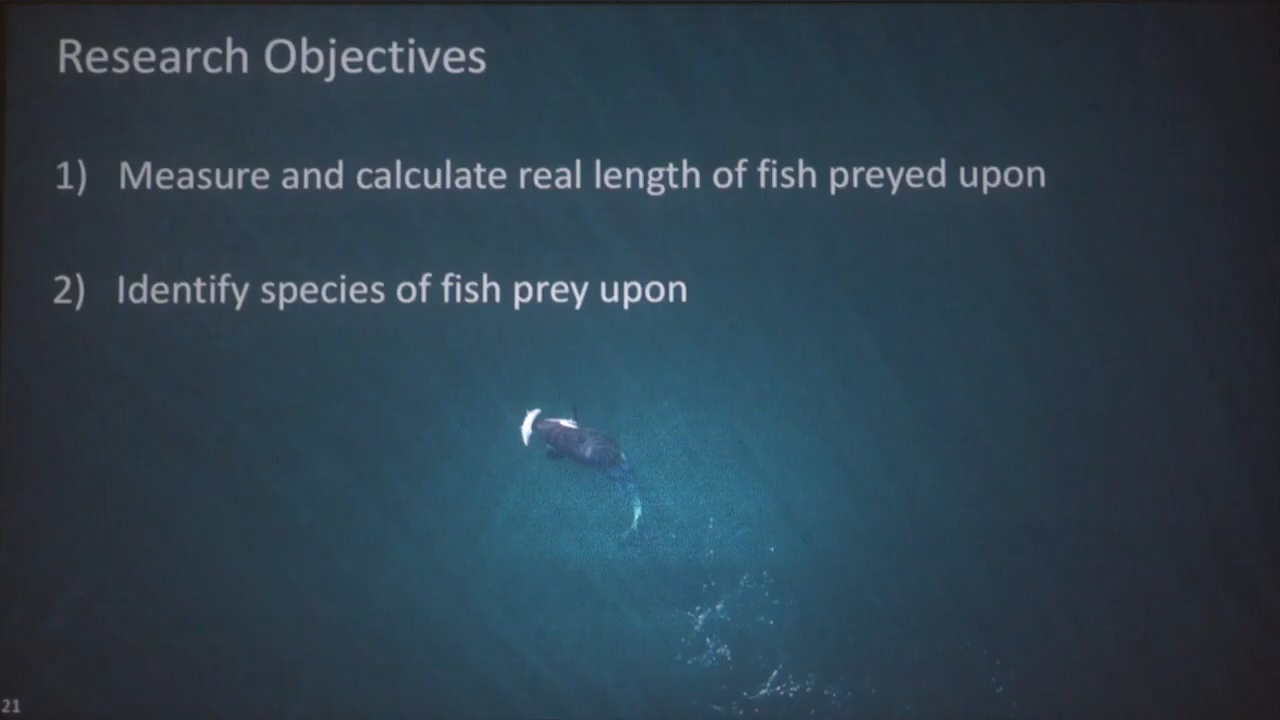 Research Objectives
1) Measure and calculate real length of fish preyed upon
2) Identify species of fish prey upon
21